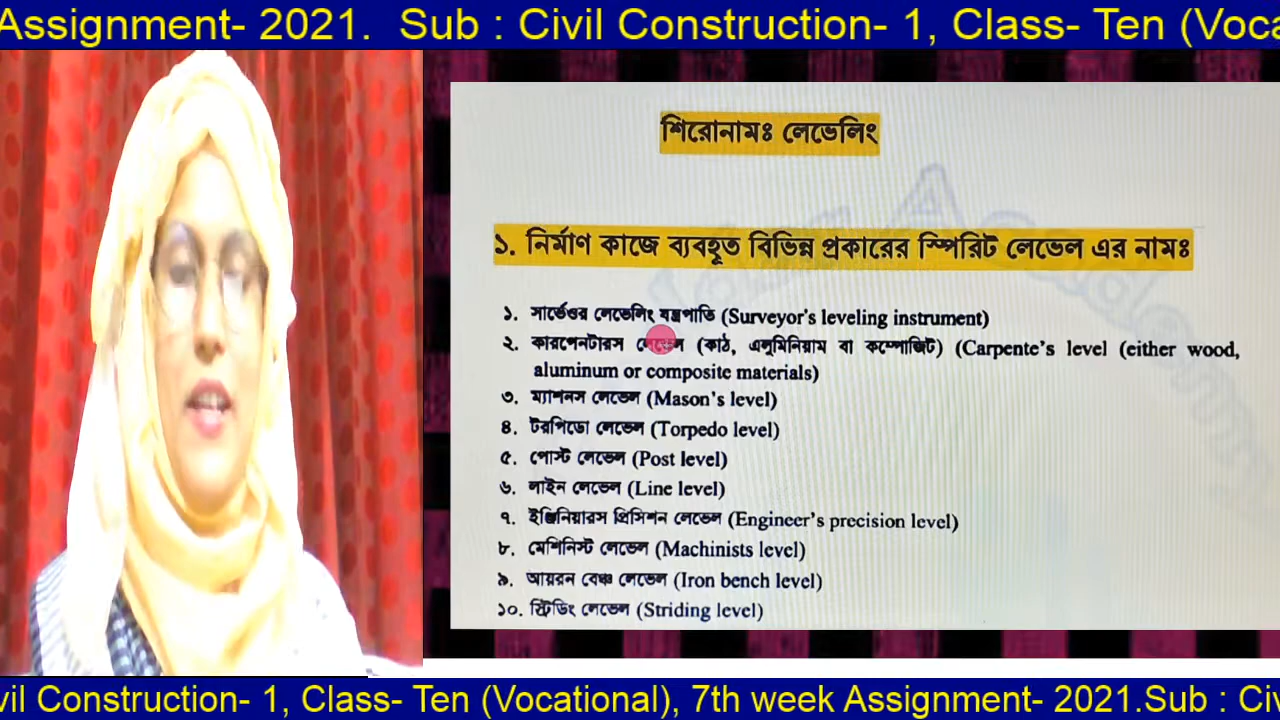 Assignment- 2021. Sub : Civil Construction- 1, Class- Ten (Voca
শিরোনামঃ লেভেলিং
১. নির্মাণ কাজে ব্যবহৃত বিভিন্ন প্রকারের স্পিরিট লেভেল এর নামঃ
১. সার্ভেওর লেভেলিং যন্ত্রপাতি (Surveyor's leveling instrument)
২. কারপেনটারস লেভেল (কাঠ, এলুমিনিয়াম বা কম্পোজিট) (Carpente's level (either wood,
aluminum or composite materials)
৩. ম্যাশনস লেভেল (Mason's level)
৪. টরপিডো লেভেল (Torpedo level)
৫. পোস্ট লেভেল (Post level)
৬. লাইন লেভেল (Line level)
৭. ইঞ্জিনিয়ারস প্রিসিশন লেভেল (Engineer's precision level)
৮. মেশিনিস্ট লেভেল (Machinists level)
৯. আয়রন বেঞ্চ লেভেল (Iron bench level)
১০. স্ট্রিডিং লেভেল (Striding level)
vil Construction- 1, Class- Ten (Vocational), 7th week Assignment- 2021.Sub : Civ